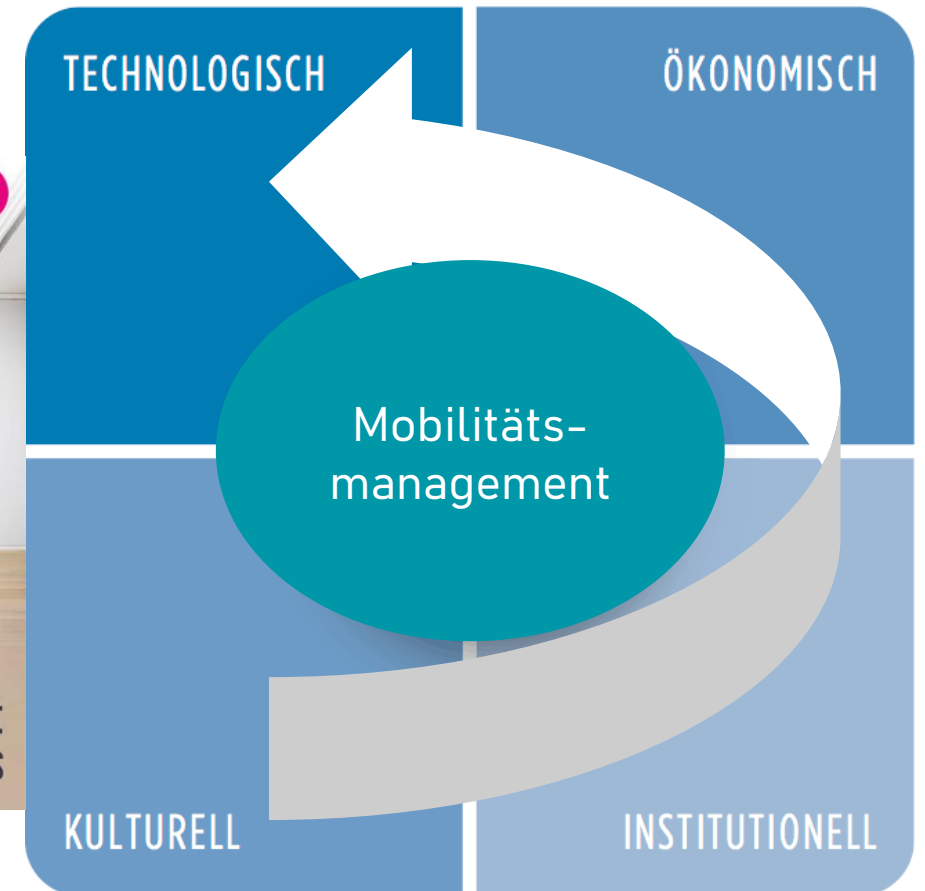 TECHNOLOGISCH
ÖKONOMISCH
Mobilitäts-
management
KULTURELL
INSTITUTIONELL